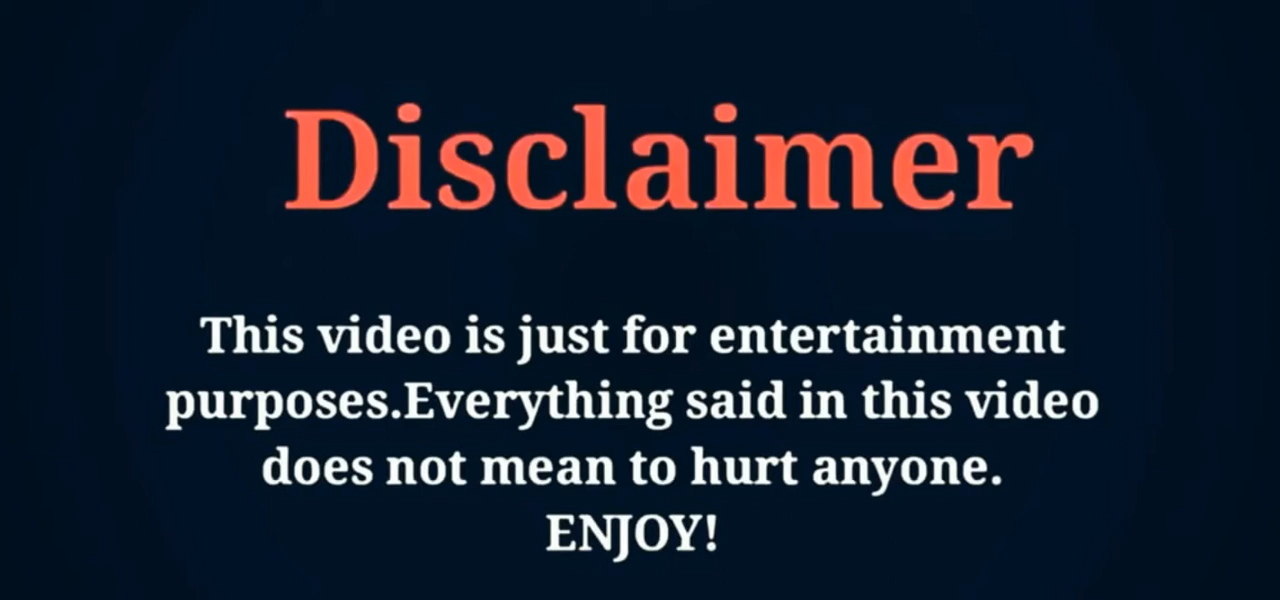 Disclaimer
This video is just for entertainment
purposes.Everything said in this video
does not mean to hurt anyone.
ENJOY!